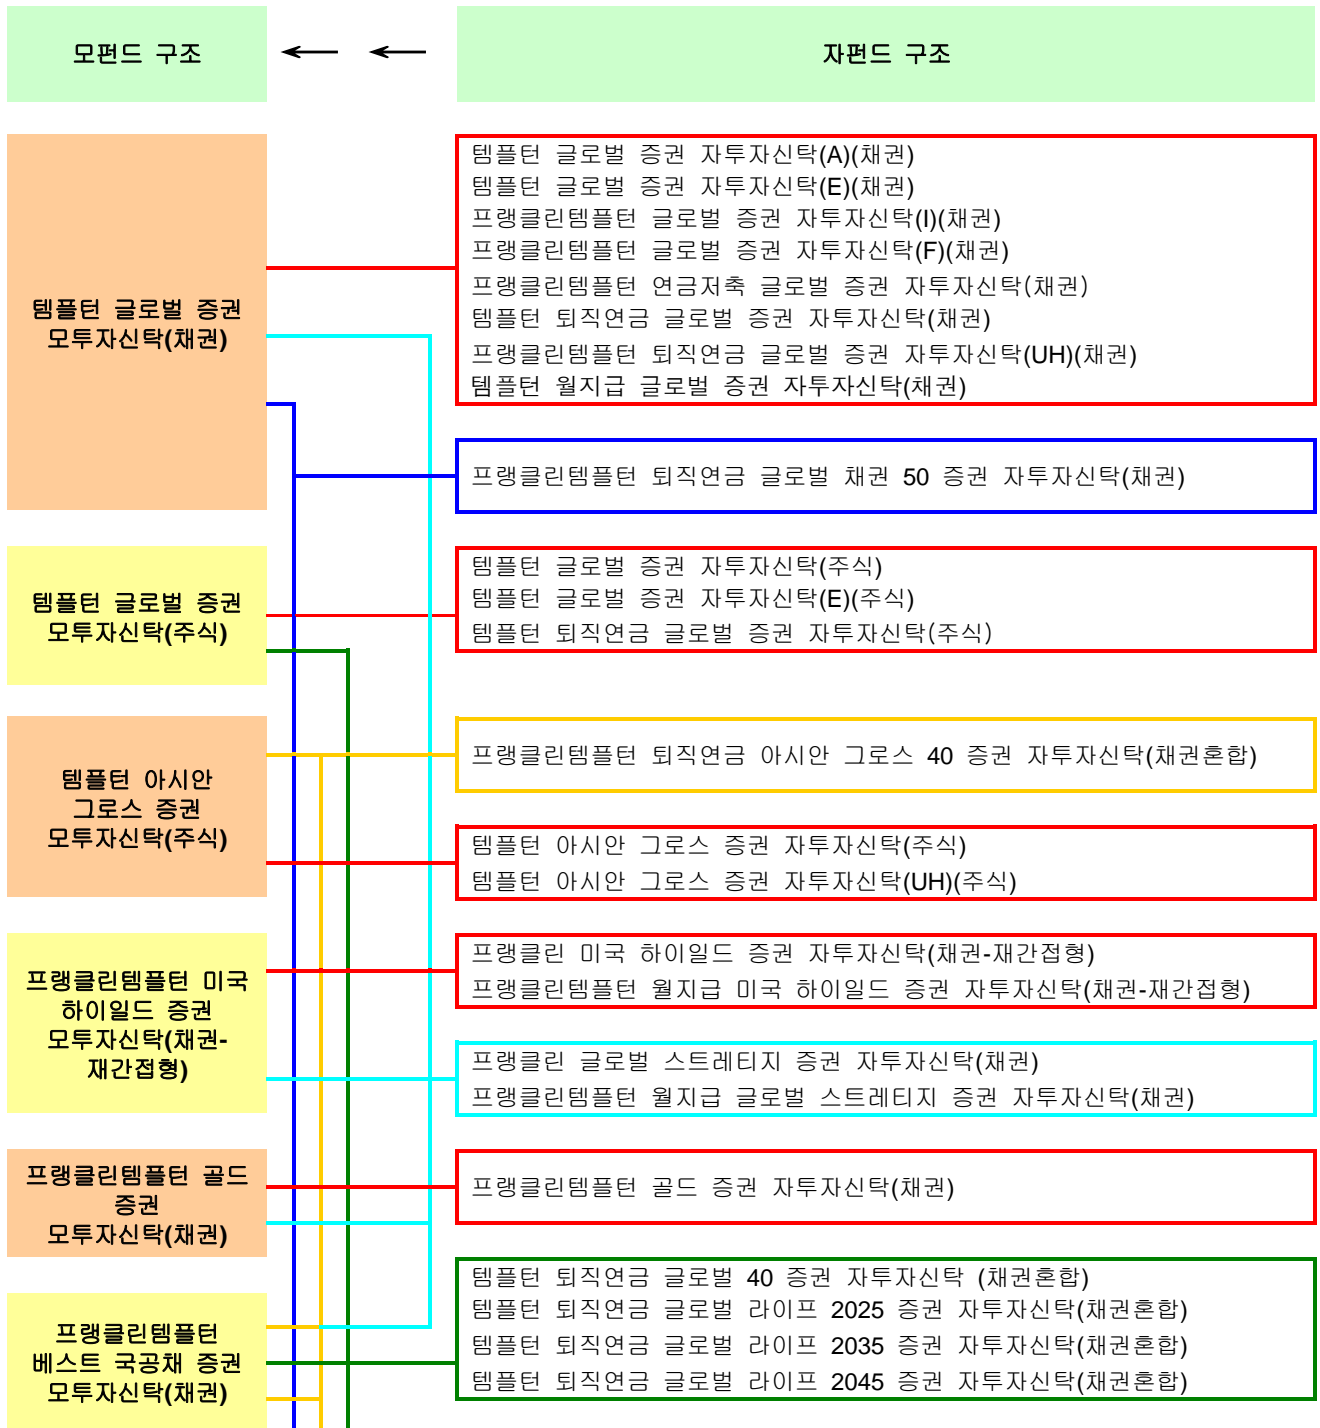 모펀드 구조
자펀드 구조
템플턴 글로벌 증권
모투자신탁(채권)
템플턴 글로벌 증권 자투자신탁(A)(채권)
템플턴 글로벌 증권 자투자신탁(E)(채권)
프랭클린템플턴 글로벌 증권 자투자신탁(I)(채권)
프랭클린템플턴 글로벌 증권 자투자신탁(F)(채권)
프랭클린템플턴 연금저축 글로벌 증권 자투자신탁(채권)
템플턴 퇴직연금 글로벌 증권 자투자신탁(채권)
프랭클린템플턴 퇴직연금 글로벌 증권 자투자신탁(UH)(채권)
템플턴 월지급 글로벌 증권 자투자신탁(채권)
프랭클린템플턴 퇴직연금 글로벌 채권 50 증권 자투자신탁(채권)
템플턴 글로벌 증권
모투자신탁(주식)
템플턴 글로벌 증권 자투자신탁(주식)
템플턴 글로벌 증권 자투자신탁(E)(주식)
템플턴 퇴직연금 글로벌 증권 자투자신탁(주식)
템플턴 아시안
그로스 증권
모투자신탁(주식)
프랭클린템플턴 퇴직연금 아시안 그로스 40 증권 자투자신탁(채권혼합)
템플턴 아시안 그로스 증권 자투자신탁(주식)
템플턴 아시안 그로스 증권 자투자신탁(UH)(주식)
프랭클린템플턴 미국
하이일드 증권
모투자신탁(채권-
재간접형)
프랭클린 미국 하이일드 증권 자투자신탁(채권-재간접형)
프랭클린템플턴 월지급 미국 하이일드 증권 자투자신탁(채권-재간접형)
프랭클린 글로벌 스트레티지 증권 자투자신탁(채권)
프랭클린템플턴 월지급 글로벌 스트레티지 증권 자투자신탁(채권)
프랭클린템플턴 골드
증권
모투자신탁(채권)
프랭클린템플턴 골드 증권 자투자신탁(채권)
프랭클린템플턴
베스트 국공채 증권
모투자신탁(채권)
템플턴 퇴직연금 글로벌 40 증권 자투자신탁 (채권혼합)
템플턴 퇴직연금 글로벌 라이프 2025 증권 자투자신탁(채권혼합)
템플턴 퇴직연금 글로벌 라이프 2035 증권 자투자신탁(채권혼합)
템플턴 퇴직연금 글로벌 라이프 2045 증권 자투자신탁(채권혼합)